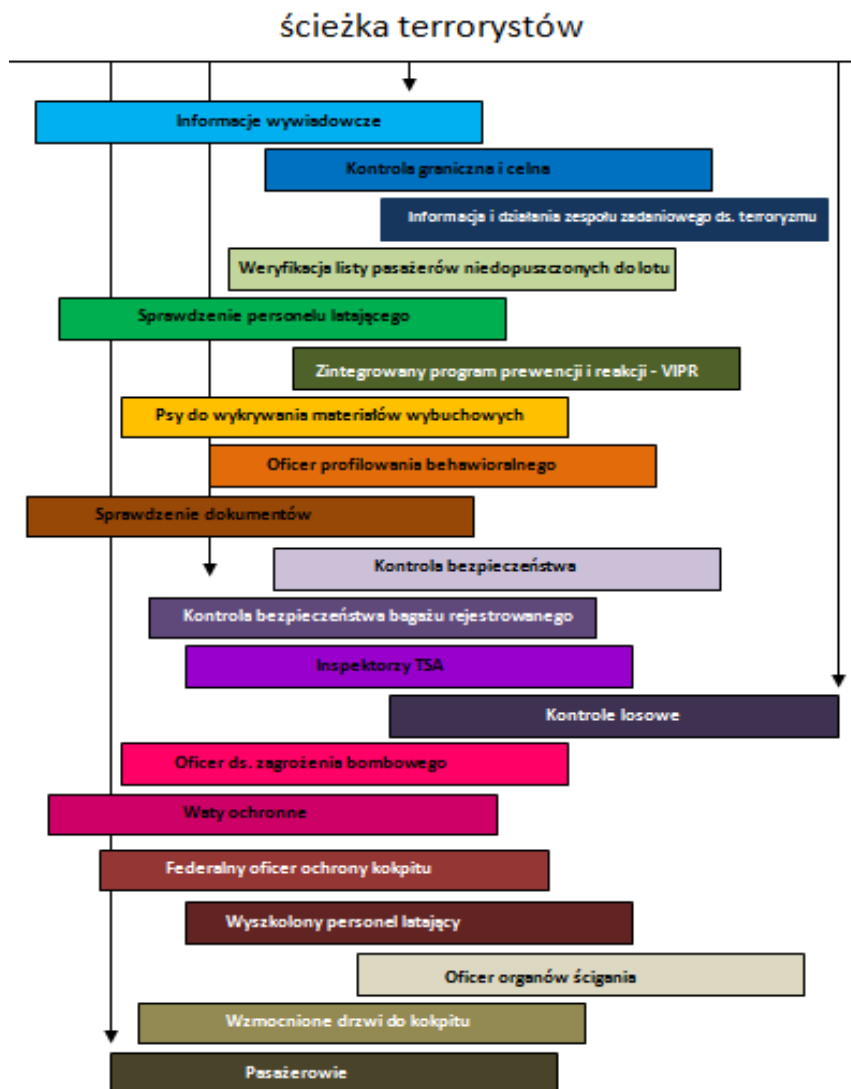 ścieżka terrorystów
Informacje wywiadowcze
Kontrola graniczna i celna
Informacja i działania zespołu zadaniowego ds. terroryzmu
Weryfikacja listy pasażerów niedopuszczonych do lotu
Sprawdzenie personelu latającego
Zintegrowany program prewencji i reakcji - VIPR
Psy do wykrywania materiałów wybuchowych
Oficer profilowania behawioralnego
Sprawdzenie dokumentów
Kontrola bezpieczeństwa
Kontrola bezpieczeństwa bagażu rejestrowanego
Inspektorzy TSA
Kontrole losowe
Oficer ds. zagrożenia bombowego
Waty ochronne
Federalny oficer ochrony kokpitu
Wyszkolony personel latający
Oficer organów ścigania
Wzmocnione drzwi do kokpitu
Pasażerowie